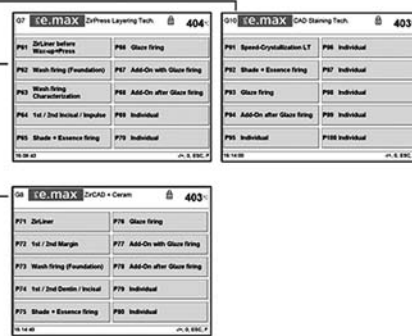 G7 IPS e.max ZirPress Layering Tech. 404°C
P61 ZirLiner before Wax-up+Press
P66 Glaze firing
P62 Wash firing (Foundation)
P67 Add-On with Glaze firing
P63 Wash firing Characterization
P68 Add-On after Glaze firing
P64 1st / 2nd Incisal / Impulse
P69 Individual
P65 Shade + Essence firing
P70 Individual
G10 IPS e.max CAD Staining Tech. 403
P91 Speed-Crystallization LT
P96 Individual
P92 Shade + Essence firing
P97 Individual
P93 Glaze firing
P98 Individual
P94 Add-On after Glaze firing
P99 Individual
P95 Individual
P100 Individual
G8 IPS e.max ZirCAD + Ceram 403°C
P71 ZirLiner
P76 Glaze firing
P72 1st / 2nd Margin
P77 Add-On with Glaze firing
P73 Wash firing (Foundation)
P78 Add-On after Glaze firing
P74 1st / 2nd Dentin / Incisal
P79 Individual
P75 Shade + Essence firing
P80 Individual
16:14:40